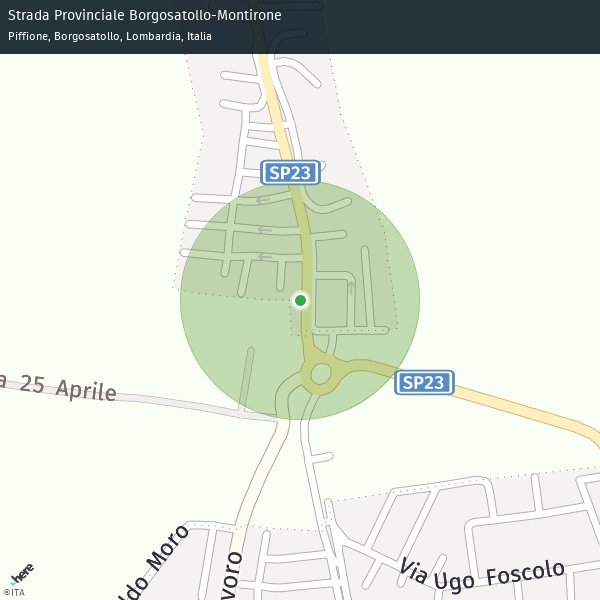 Strada Provinciale Borgosatollo-Montirone
Piffione, Borgosatollo, Lombardia, Italia
SP23
SP23
a 25 Aprile
ldo Moro
voro
Via Ugo Foscolo
here
©ITA